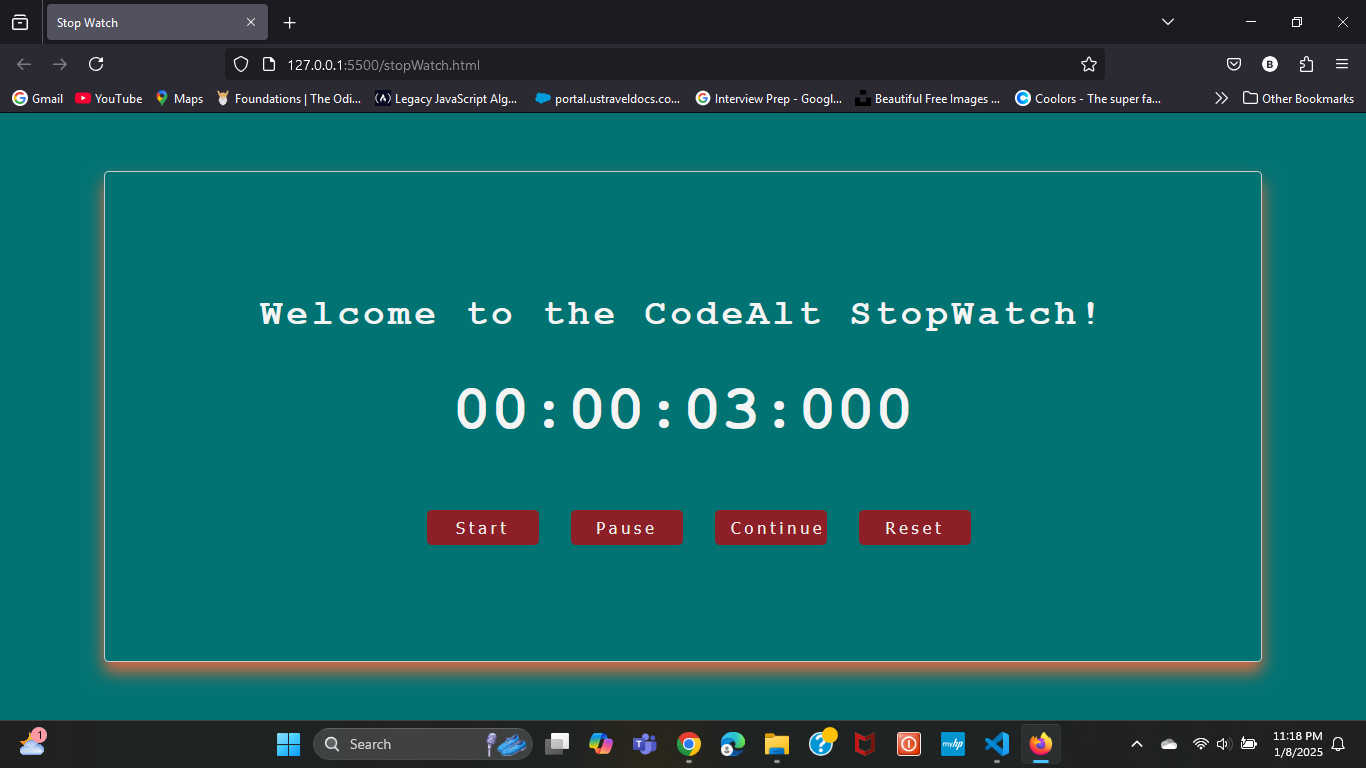 Stop Watch
127.0.0.1:5500/stopWatch.html
B
Gmail YouTube Maps Foundations | The Odi... Legacy JavaScript Alg... portal.ustraveldocs.co... Interview Prep - Googl... Beautiful Free Images ... Coolors - The super fa... Other Bookmarks
Welcome to the CodeAlt StopWatch!
00:00:03:000
Start Pause Continue Reset
1
Search
myhp
11:18 PM
1/8/2025